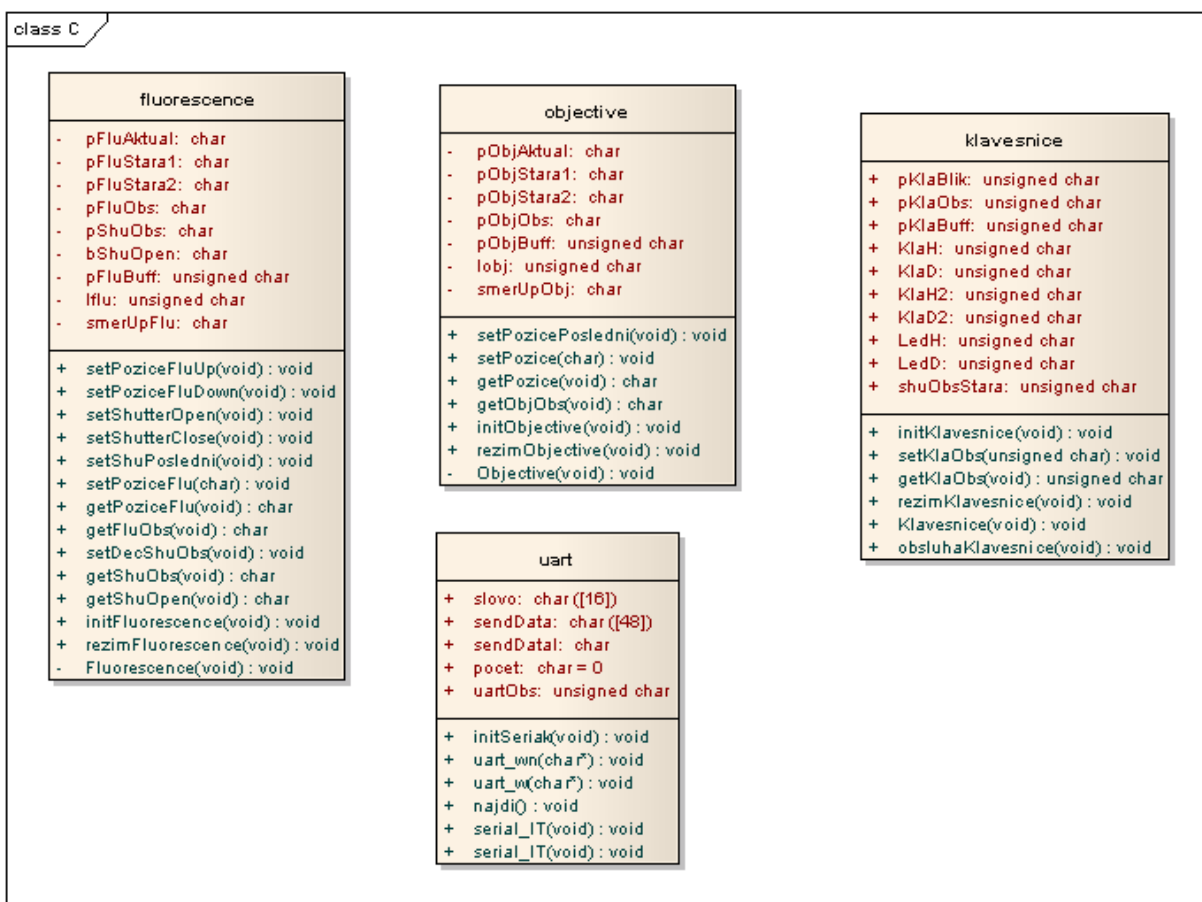 class C
fluorescence
- pFluAktual: char
- pFluStara1: char
- pFluStara2: char
- pFluObs: char
- pShuObs: char
- bShuOpen: char
- pFluBuff: unsigned char
- Iflu: unsigned char
- smerUpFlu: char
+ setPoziceFluUp(void) : void
+ setPoziceFluDown(void) : void
+ setShutterOpen(void) : void
+ setShutterClose(void) : void
+ setShuPosledni(void) : void
+ setPoziceFlu(char) : void
+ getPoziceFlu(void) : char
+ getFluObs(void) : char
+ setDecShuObs(void) : void
+ getShuObs(void) : char
+ getShuOpen(void) : char
+ initFluorescence(void) : void
+ rezimFluorescence(void) : void
- Fluorescence(void) : void
objective
- pObjAktual: char
- pObjStara1: char
- pObjStara2: char
- pObjObs: char
- pObjBuff: unsigned char
- Iobj: unsigned char
- smerUpObj: char
+ setPozicePosledni(void) : void
+ setPozice(char) : void
+ getPozice(void) : char
+ getObjObs(void) : char
+ initObjective(void) : void
+ rezimObjective(void) : void
- Objective(void) : void
klavesnice
+ pKlaBlik: unsigned char
+ pKlaObs: unsigned char
+ pKlaBuff: unsigned char
+ KlaH: unsigned char
+ KlaD: unsigned char
+ KlaH2: unsigned char
+ KlaD2: unsigned char
+ LedH: unsigned char
+ LedD: unsigned char
+ shuObsStara: unsigned char
+ initKlavesnice(void) : void
+ setKlaObs(unsigned char) : void
+ getKlaObs(void) : unsigned char
+ rezimKlavesnice(void) : void
+ Klavesnice(void) : void
+ obsluhaKlavesnice(void) : void
uart
+ slovo: char ([16])
+ sendData: char ([48])
+ sendDataI: char
+ pocet: char = 0
+ uartObs: unsigned char
+ initSeriak(void) : void
+ uart_wn(char*) : void
+ uart_w(char*) : void
+ najdi() : void
+ serial_IT(void) : void
+ serial_IT(void) : void